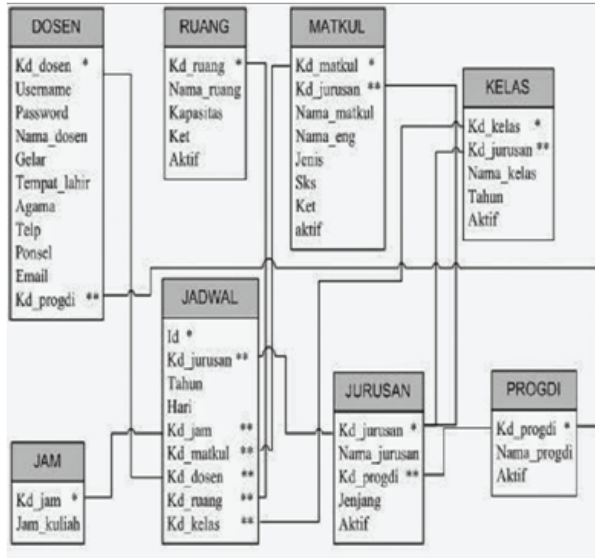 DOSEN
Kd_dosen *
Username
Password
Nama_dosen
Gelar
Tempat_lahir
Agama
Telp
Ponsel
Email
Kd_progdi **
RUANG
Kd_ruang *
Nama_ruang
Kapasitas
Ket
Aktif
MATKUL
Kd_matkul *
Kd_jurusan **
Nama_matkul
Nama_eng
Jenis
Sks
Ket
aktif
KELAS
Kd_kelas *
Kd_jurusan **
Nama_kelas
Tahun
Aktif
JADWAL
Id *
Kd_jurusan **
Tahun
Hari
Kd_jam **
Kd_matkul **
Kd_dosen **
Kd_ruang **
Kd_kelas **
JAM
Kd_jam *
Jam_kuliah
JURUSAN
Kd_jurusan *
Nama_jurusan
Kd_progdi **
Jenjang
Aktif
PROGDI
Kd_progdi *
Nama_progdi
Aktif